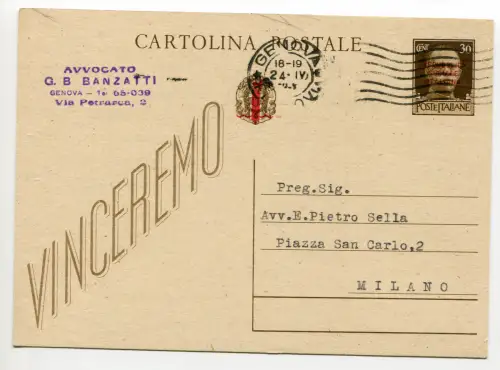 CARTOLINA POSTALE
AVVOCATO
G. B BANZATTI
GENOVA - Tel 55-039
Via Petrarca, 2
GENOVA
18-19
24 IV
CENT 30
POSTE ITALIANE
VINCEREMO
Preg.Sig.
Avv.E.Pietro Sella
Piazza San Carlo,2
MILANO